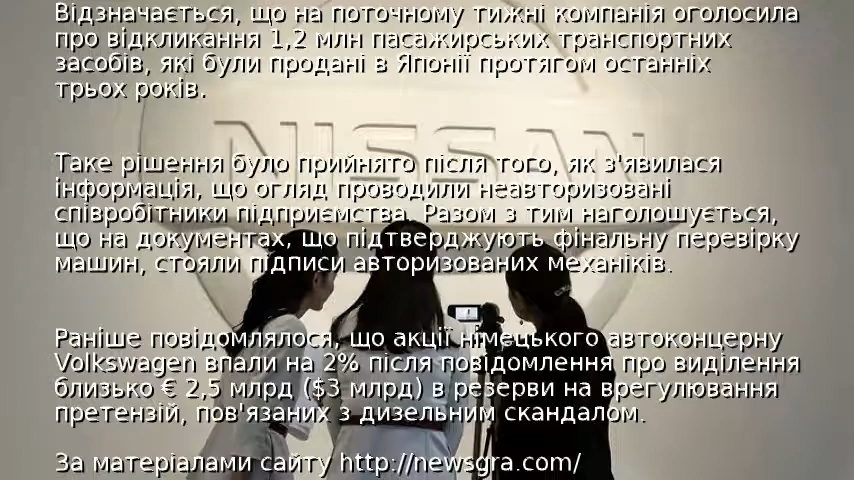 Відзначається, що на поточному тижні компанія оголосила
про відкликання 1,2 млн пасажирських транспортних
засобів, які були продані в Японії протягом останніх
трьох років.
NISSAN
Таке рішення було прийнято після того, як з'явилася
інформація, що огляд проводили неавторизовані
співробітники підприємства. Разом з тим наголошується,
що на документах, що підтверджують фінальну перевірку
машин, стояли підписи авторизованих механіків.
Раніше повідомлялося, що акції німецького автоконцерну
Volkswagen впали на 2% після повідомлення про виділення
близько € 2,5 млрд ($3 млрд) в резерви на врегулювання
претензій, пов'язаних з дизельним скандалом.
За матеріалами сайту http://newsgra.com/